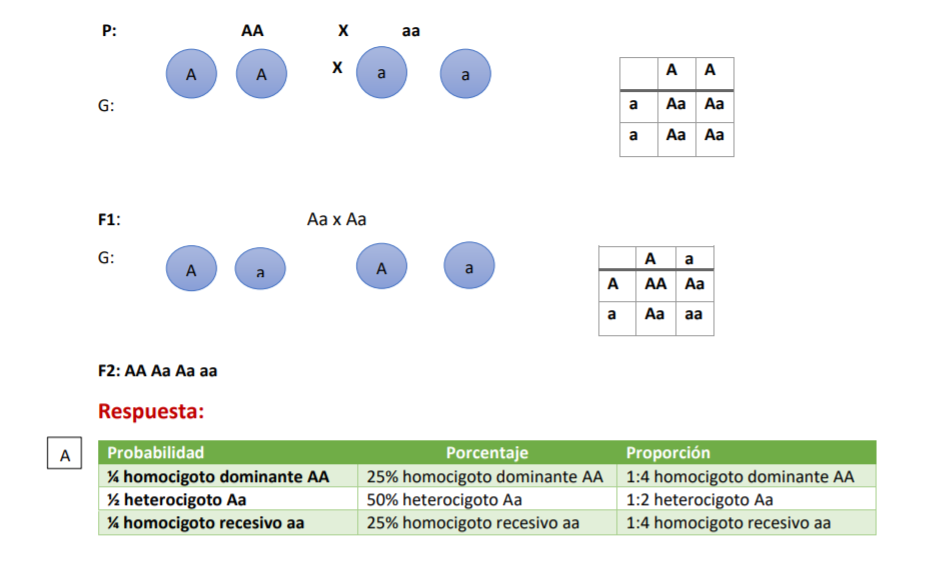 P: AA X aa
A A X a a
G:
A A
a Aa Aa
a Aa Aa
F1: Aa x Aa
G:
A a A a
A a
A AA Aa
a Aa aa
F2: AA Aa Aa aa
Respuesta:
A
Probabilidad Porcentaje Proporción
¼ homocigoto dominante AA 25% homocigoto dominante AA 1:4 homocigoto dominante AA
½ heterocigoto Aa 50% heterocigoto Aa 1:2 heterocigoto Aa
¼ homocigoto recesivo aa 25% homocigoto recesivo aa 1:4 homocigoto recesivo aa